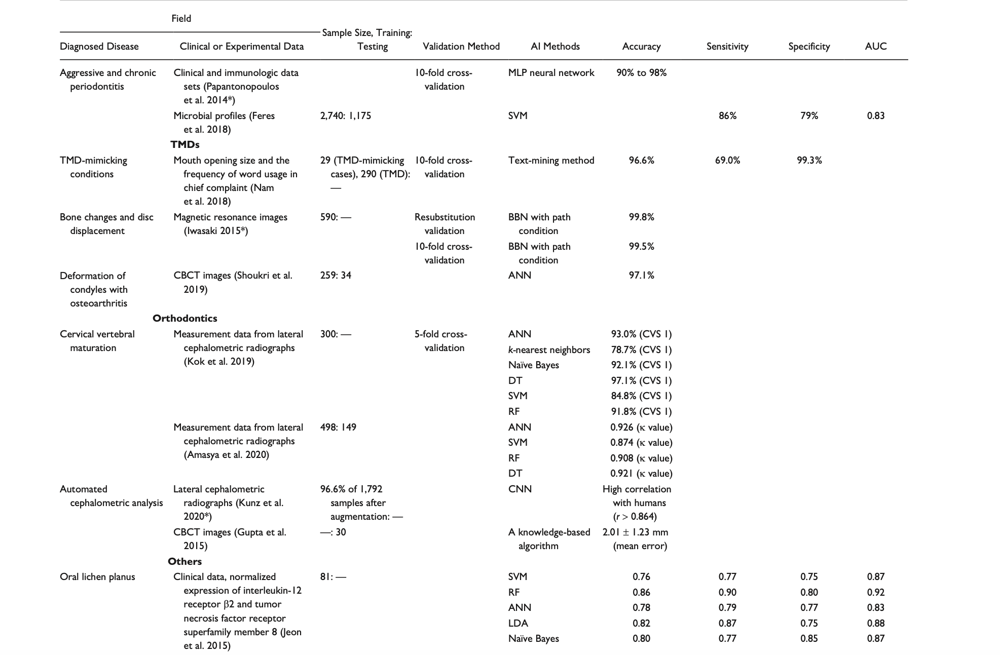 Field
Diagnosed Disease Clinical or Experimental Data Sample Size, Training: Testing Validation Method AI Methods Accuracy Sensitivity Specificity AUC
Aggressive and chronic Clinical and immunologic data 10-fold cross- MLP neural network 90% to 98%
periodontitis sets (Papantonopoulos validation
et al. 2014*)
Microbial profiles (Feres 2,740: 1,175 SVM 86% 79% 0.83
et al. 2018)
TMDs
TMD-mimicking Mouth opening size and the 29 (TMD-mimicking 10-fold cross- Text-mining method 96.6% 69.0% 99.3%
conditions frequency of word usage in cases), 290 (TMD): validation
chief complaint (Nam —
et al. 2018)
Bone changes and disc Magnetic resonance images 590: — Resubstitution BBN with path 99.8%
displacement (Iwasaki 2015*) validation condition
10-fold cross- BBN with path 99.5%
validation condition
Deformation of CBCT images (Shoukri et al. 259: 34 ANN 97.1%
condyles with 2019)
osteoarthritis
Orthodontics
Cervical vertebral Measurement data from lateral 300: — 5-fold cross- ANN 93.0% (CVS 1)
maturation cephalometric radiographs validation k-nearest neighbors 78.7% (CVS 1)
(Kok et al. 2019) Naïve Bayes 92.1% (CVS 1)
DT 97.1% (CVS 1)
SVM 84.8% (CVS 1)
RF 91.8% (CVS 1)
Measurement data from lateral 498: 149 ANN 0.926 (κ value)
cephalometric radiographs SVM 0.874 (κ value)
(Amasya et al. 2020) RF 0.908 (κ value)
DT 0.921 (κ value)
Automated Lateral cephalometric 96.6% of 1,792 CNN High correlation
cephalometric analysis radiographs (Kunz et al. samples after with humans
2020*) augmentation: — (r > 0.864)
CBCT images (Gupta et al. —: 30 A knowledge-based 2.01 ± 1.23 mm
2015) algorithm (mean error)
Others
Oral lichen planus Clinical data, normalized 81: — SVM 0.76 0.77 0.75 0.87
expression of interleukin-12 RF 0.86 0.90 0.80 0.92
receptor β2 and tumor ANN 0.78 0.79 0.77 0.83
necrosis factor receptor LDA 0.82 0.87 0.75 0.88
superfamily member 8 (Jeon Naïve Bayes 0.80 0.77 0.85 0.87
et al. 2015)